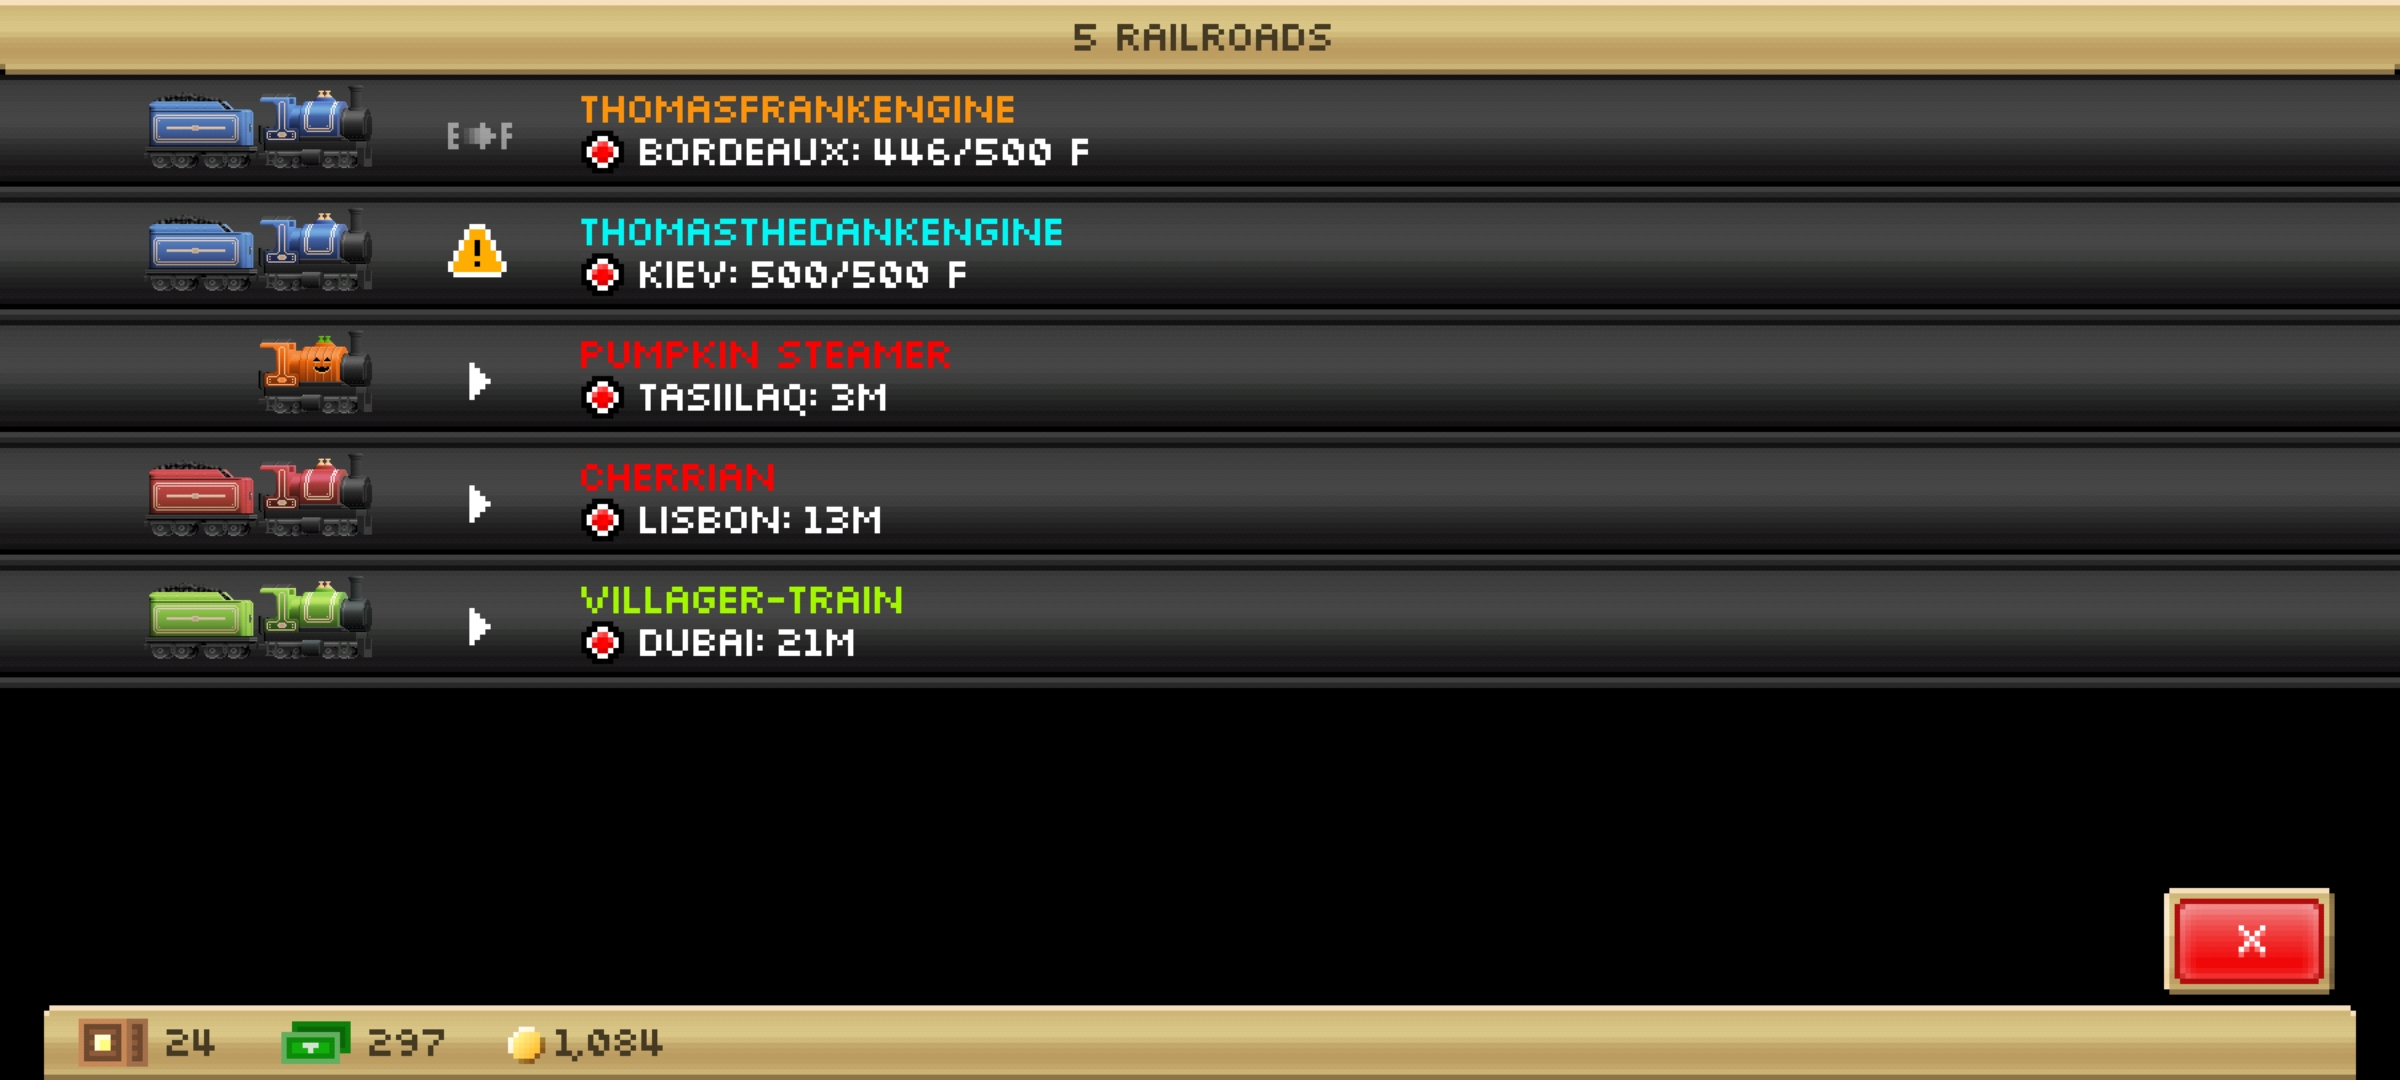 5 RAILROADS
THOMASFRANKENGINE
E F
BORDEAUX: 446/500 F
THOMASTHEDANKENGINE
!
KIEV: 500/500 F
PUMPKIN STEAMER
TASIILAQ: 3M
CHERRIAN
LISBON: 13M
VILLAGER-TRAIN
DUBAI: 21M
X
24 297 1,084